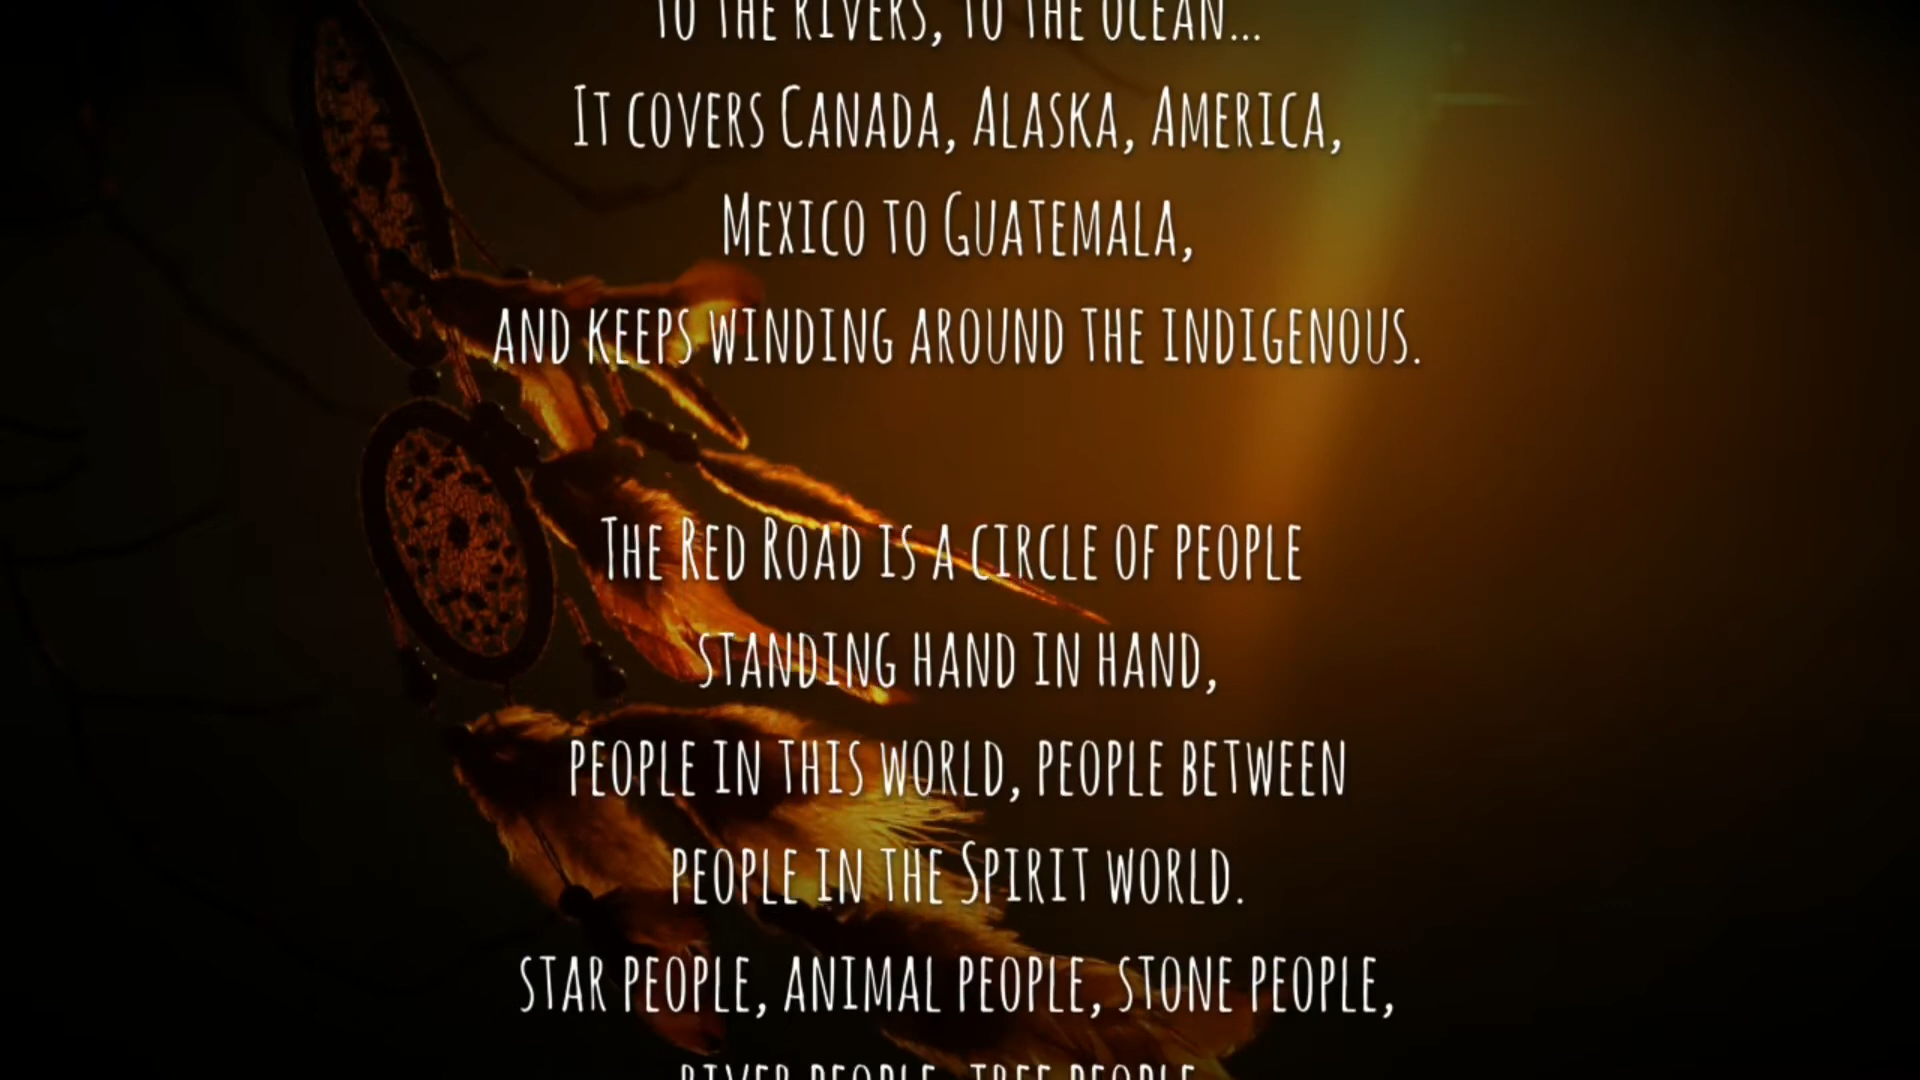 to the rivers, to the ocean...
It covers Canada, Alaska, America,
Mexico to Guatemala,
and keeps winding around the indigenous.
The Red Road is a circle of people
standing hand in hand,
people in this world, people between
people in the Spirit world.
star people, animal people, stone people,
river people, tree people